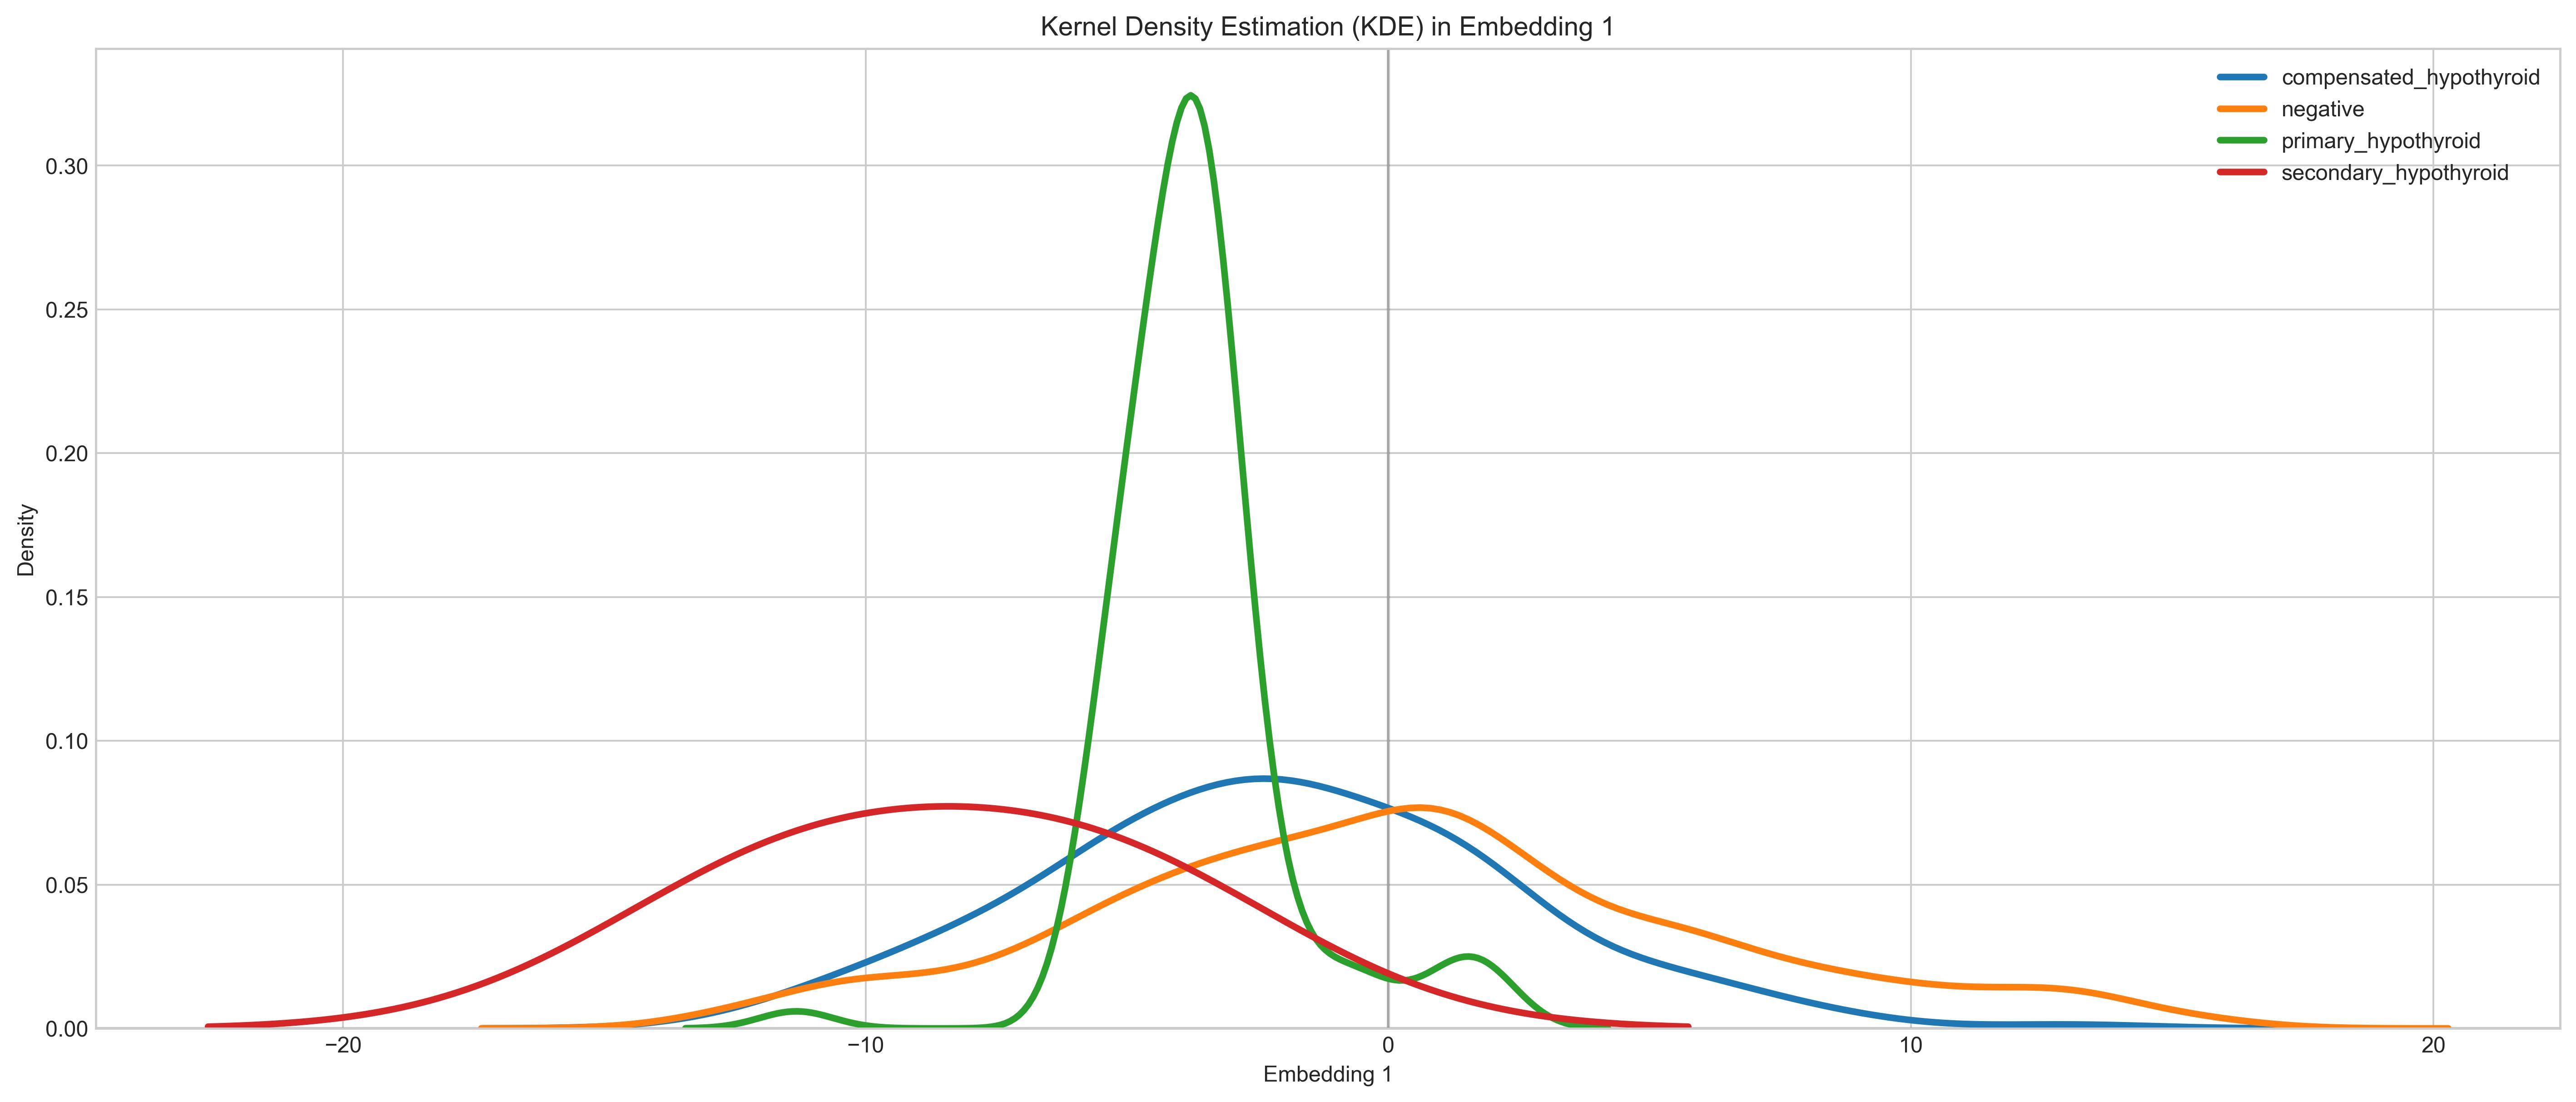 Kernel Density Estimation (KDE) in Embedding 1
compensated_hypothyroid
negative
primary_hypothyroid
secondary_hypothyroid
0.30
0.25
0.20
0.15
0.10
0.05
0.00
Density
−20
−10
0
10
20
Embedding 1